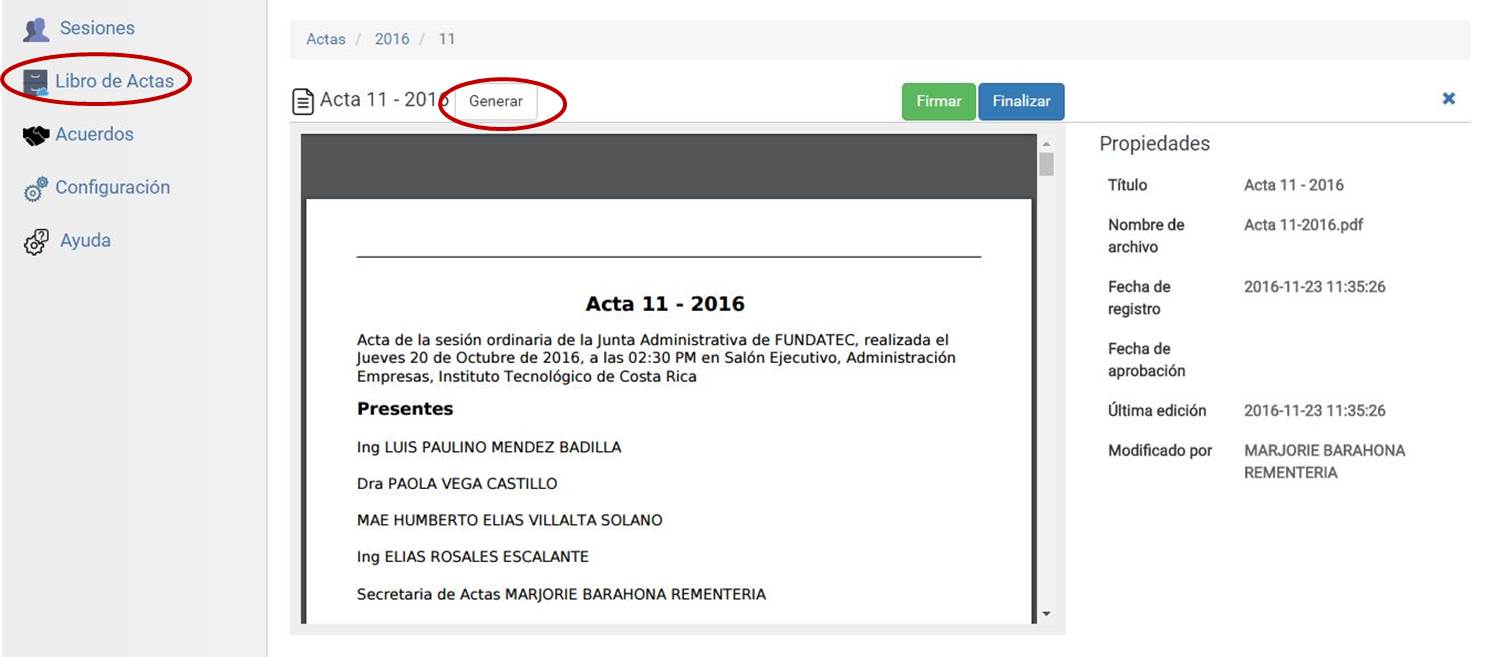 Sesiones
Libro de Actas
Acuerdos
Configuración
Ayuda
Actas / 2016 / 11
Acta 11 - 2016 Generar Firmar Finalizar
Acta 11 - 2016
Acta de la sesión ordinaria de la Junta Administrativa de FUNDATEC, realizada el
Jueves 20 de Octubre de 2016, a las 02:30 PM en Salón Ejecutivo, Administración
Empresas, Instituto Tecnológico de Costa Rica
Presentes
Ing LUIS PAULINO MENDEZ BADILLA
Dra PAOLA VEGA CASTILLO
MAE HUMBERTO ELIAS VILLALTA SOLANO
Ing ELIAS ROSALES ESCALANTE
Secretaria de Actas MARJORIE BARAHONA REMENTERIA
Propiedades
Título Acta 11 - 2016
Nombre de Acta 11-2016.pdf
archivo
Fecha de 2016-11-23 11:35:26
registro
Fecha de
aprobación
Última edición 2016-11-23 11:35:26
Modificado por MARJORIE BARAHONA
REMENTERIA